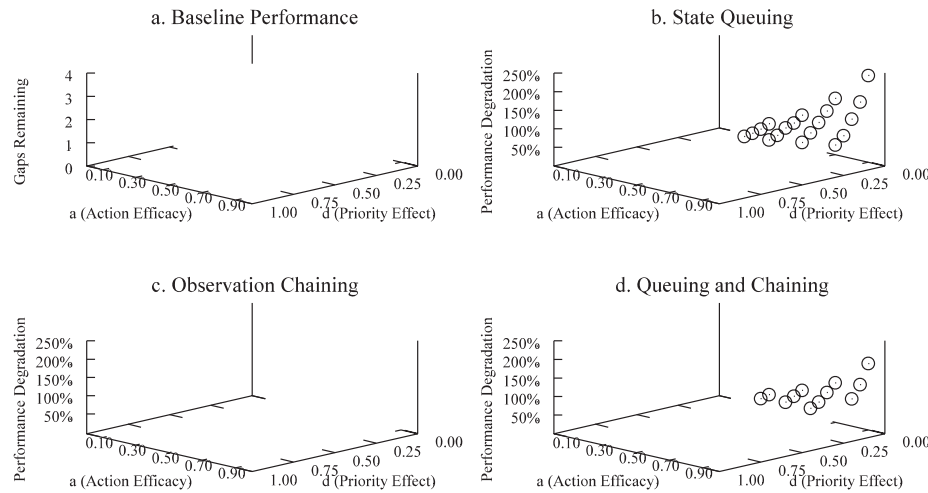 a. Baseline Performance
Gaps Remaining
4
3
2
1
0
0.10 0.30 0.50 0.70 0.90
a (Action Efficacy)
1.00 0.75 0.50 0.25 0.00
d (Priority Effect)
b. State Queuing
Performance Degradation
250%
200%
150%
100%
50%
0.10 0.30 0.50 0.70 0.90
a (Action Efficacy)
1.00 0.75 0.50 0.25 0.00
d (Priority Effect)
c. Observation Chaining
Performance Degradation
250%
200%
150%
100%
50%
0.10 0.30 0.50 0.70 0.90
a (Action Efficacy)
1.00 0.75 0.50 0.25 0.00
d (Priority Effect)
d. Queuing and Chaining
Performance Degradation
250%
200%
150%
100%
50%
0.10 0.30 0.50 0.70 0.90
a (Action Efficacy)
1.00 0.75 0.50 0.25 0.00
d (Priority Effect)